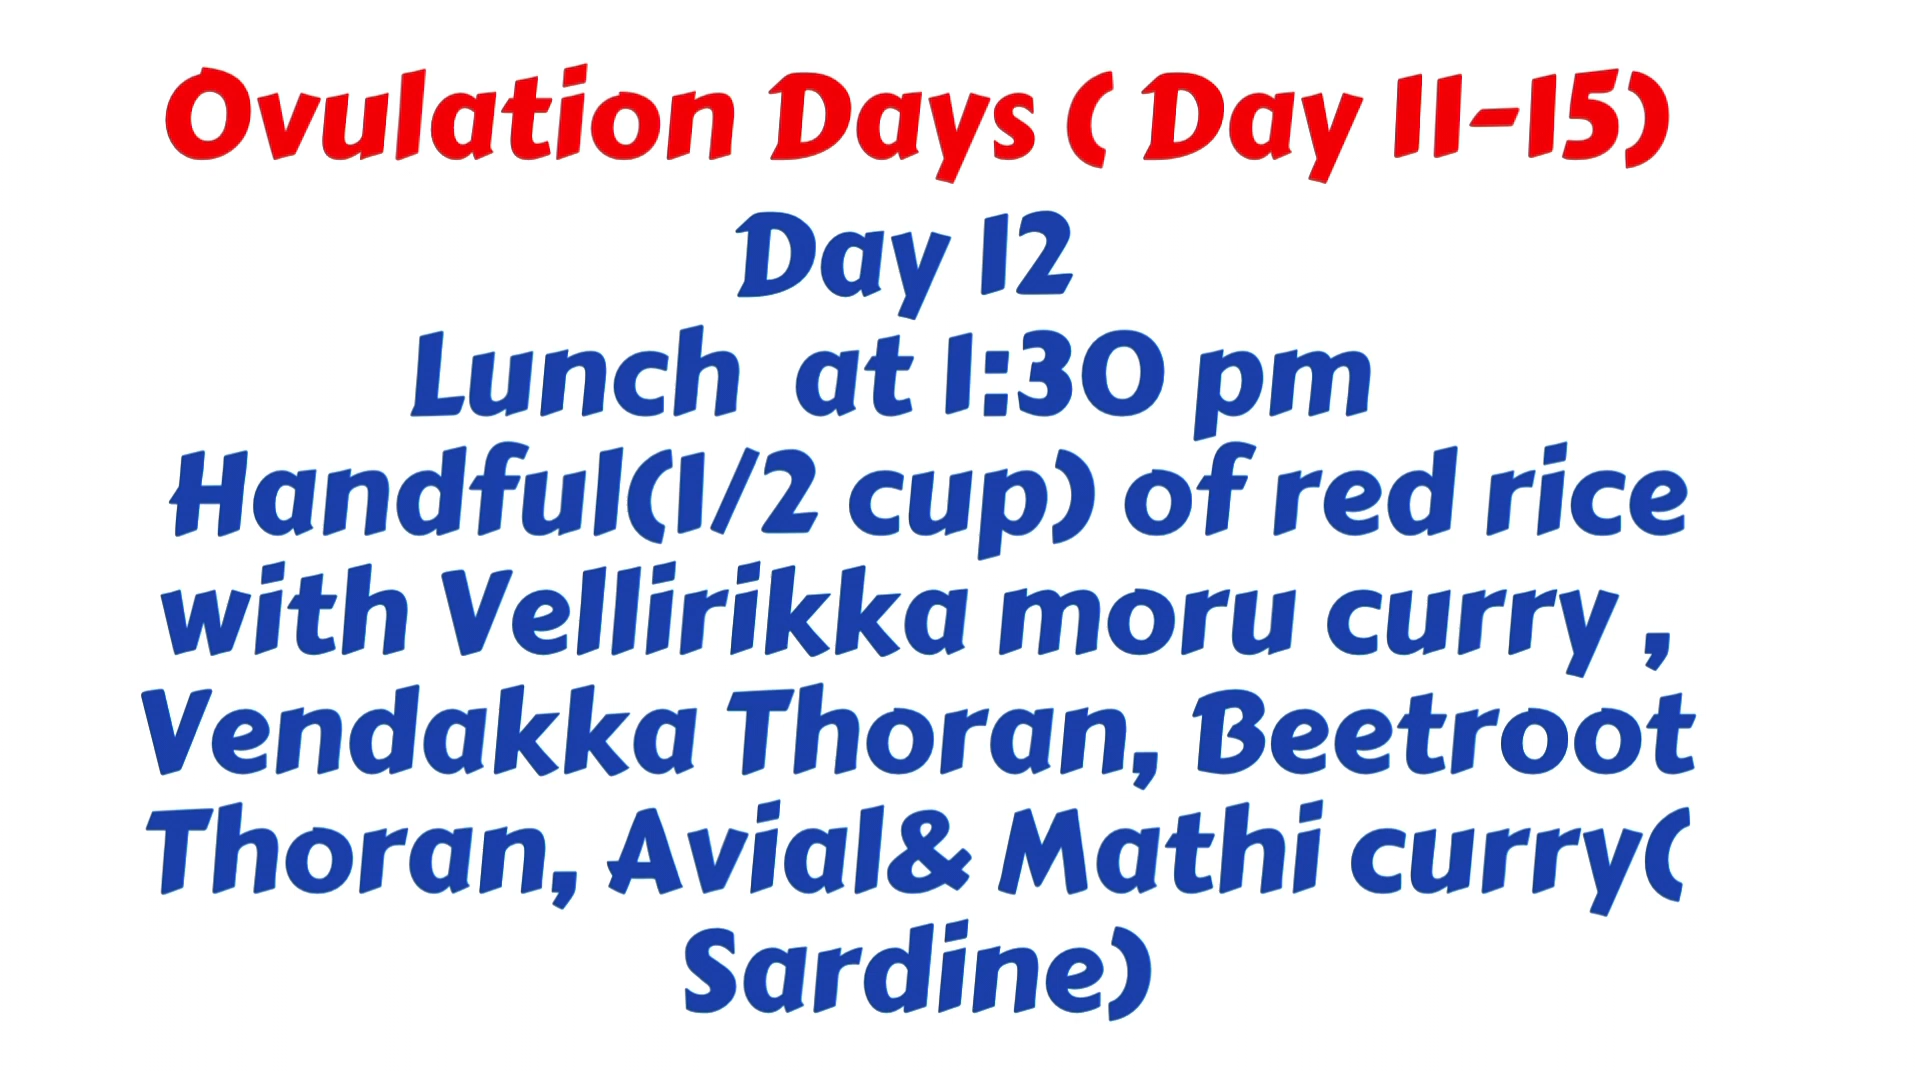 Ovulation Days ( Day 11-15)
Day 12
Lunch at 1:30 pm
Handful(1/2 cup) of red rice
with Vellirikka moru curry ,
Vendakka Thoran, Beetroot
Thoran, Avial& Mathi curry(
Sardine)